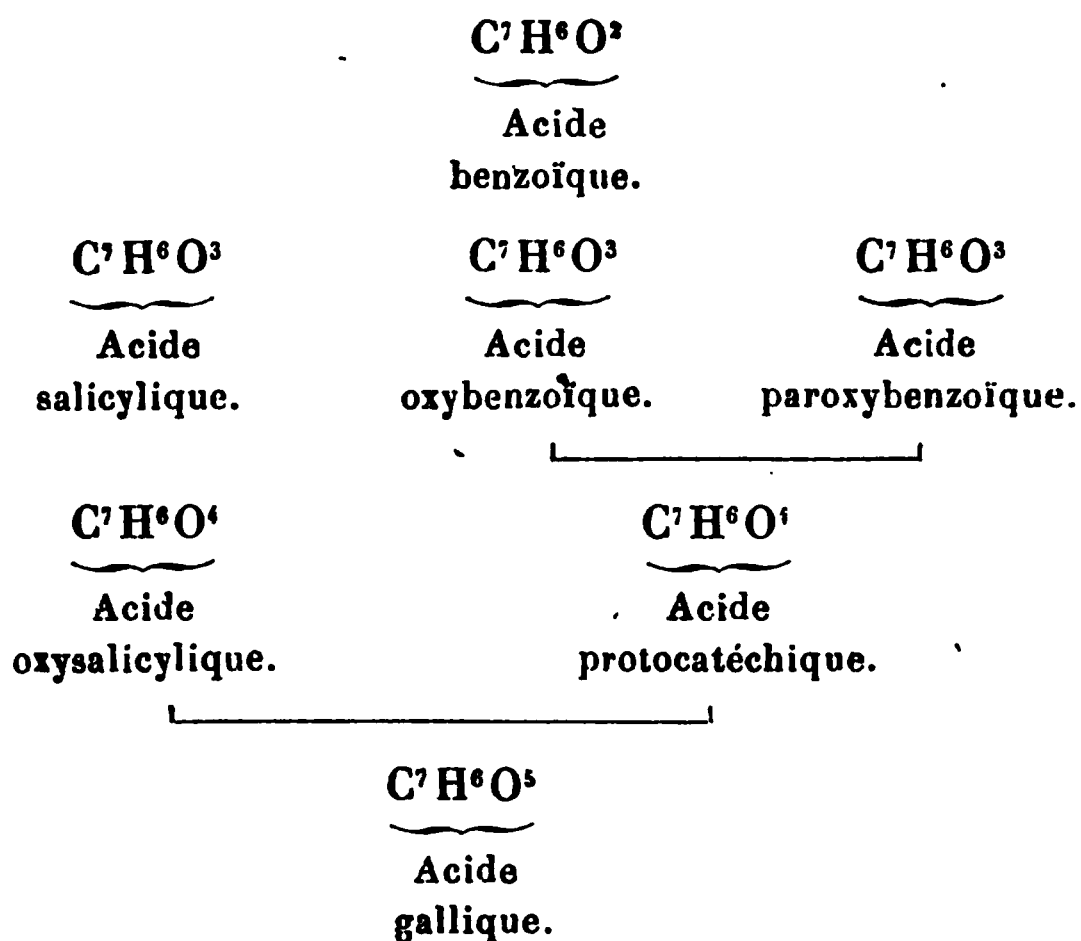 C⁷H⁶O²
Acide
benzoïque.
C⁷H⁶O³ C⁷H⁶O³ C⁷H⁶O³
Acide Acide Acide
salicylique. oxybenzoïque. paroxybenzoïque.
C⁷H⁶O⁴ C⁷H⁶O⁴
Acide Acide
oxysalicylique. protocatéchique.
C⁷H⁶O⁵
Acide
gallique.